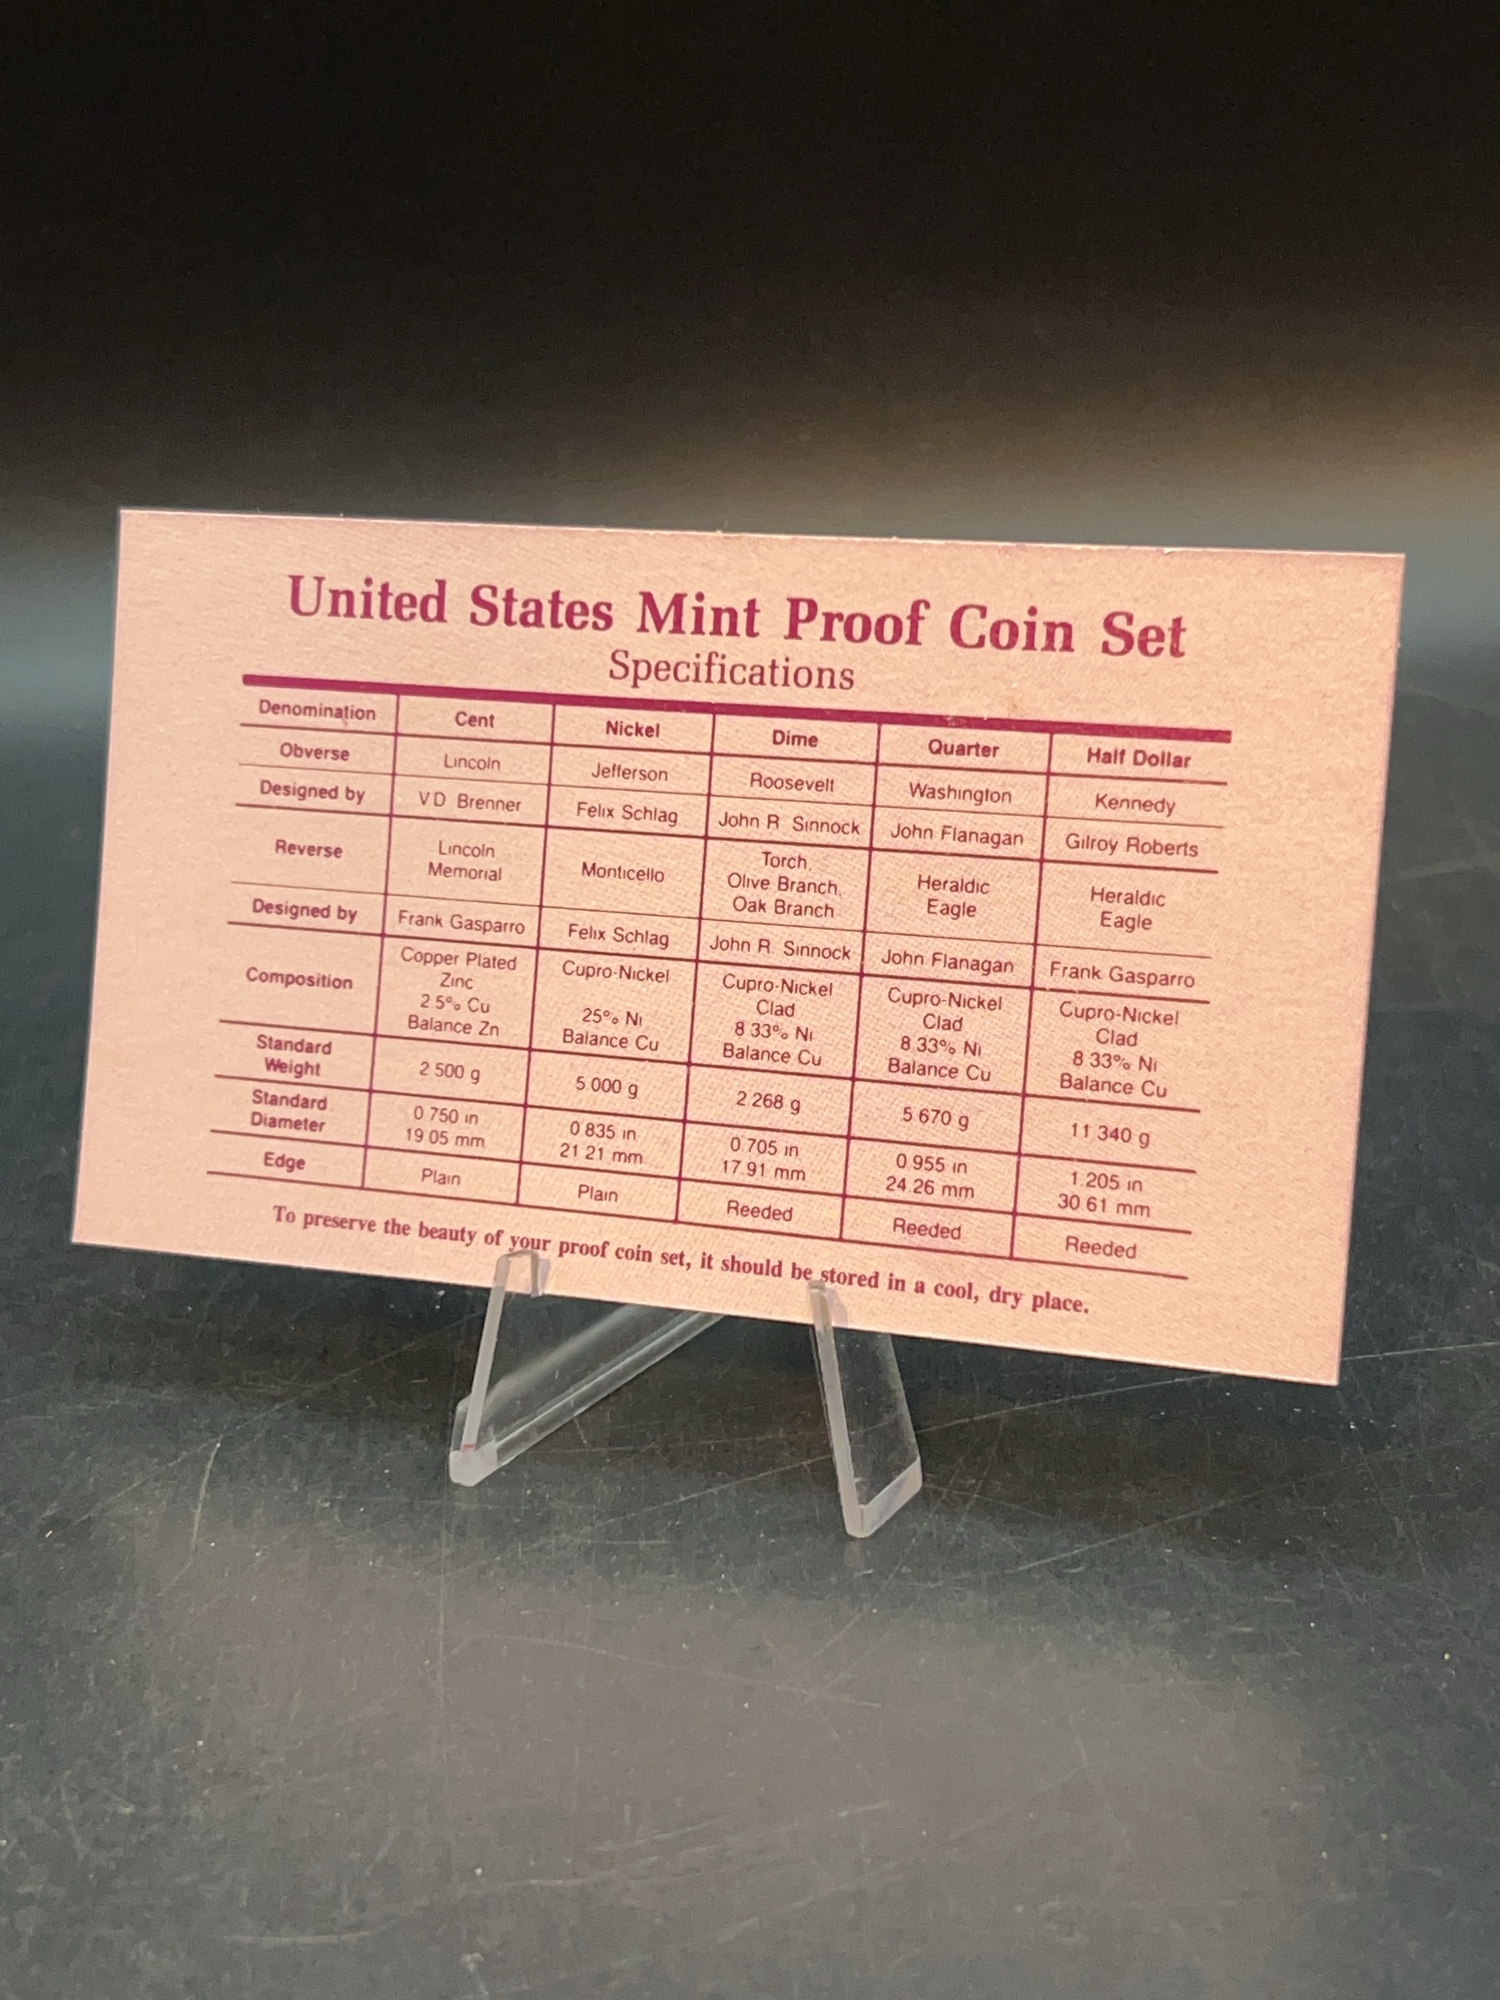 United States Mint Proof Coin Set
Specifications
Denomination Cent Nickel Dime Quarter Half Dollar
Obverse Lincoln Jefferson Roosevelt Washington Kennedy
Designed by V D Brenner Felix Schlag John R Sinnock John Flanagan Gilroy Roberts
Reverse Lincoln Memorial Monticello Torch, Olive Branch, Oak Branch Heraldic Eagle Heraldic Eagle
Designed by Frank Gasparro Felix Schlag John R. Sinnock John Flanagan Frank Gasparro
Composition Copper Plated Zinc 2 5% Cu Balance Zn Cupro-Nickel 25% Ni Balance Cu Cupro-Nickel Clad 8 33% Ni Balance Cu Cupro-Nickel Clad 8 33% Ni Balance Cu Cupro-Nickel Clad 8 33% Ni Balance Cu
Standard Weight 2 500 g 5 000 g 2.268 g 5 670 g 11 340 g
Standard Diameter 0 750 in 19 05 mm 0 835 in 21 21 mm 0.705 in 17.91 mm 0 955 in 24.26 mm 1.205 in 30.61 mm
Edge Plain Plain Reeded Reeded Reeded
To preserve the beauty of your proof coin set, it should be stored in a cool, dry place.